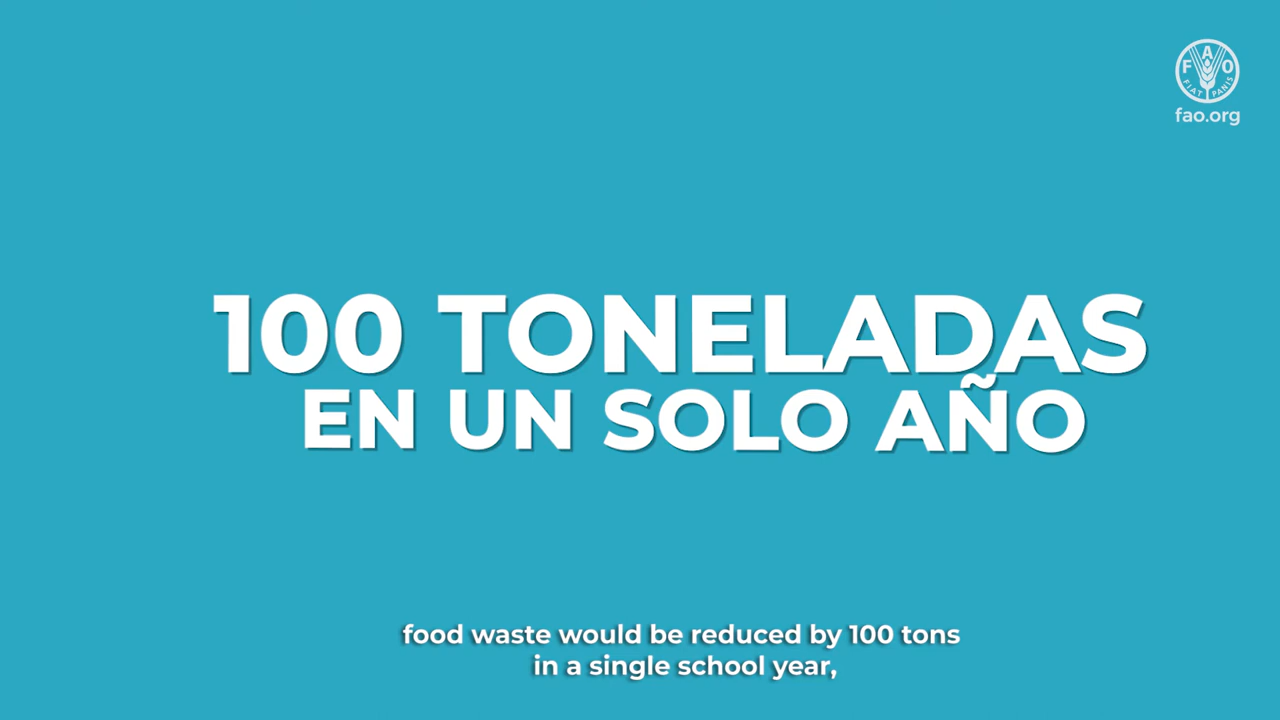 FAO
FIAT PANIS
fao.org
100 TONELADAS
EN UN SOLO AÑO
food waste would be reduced by 100 tons
in a single school year,